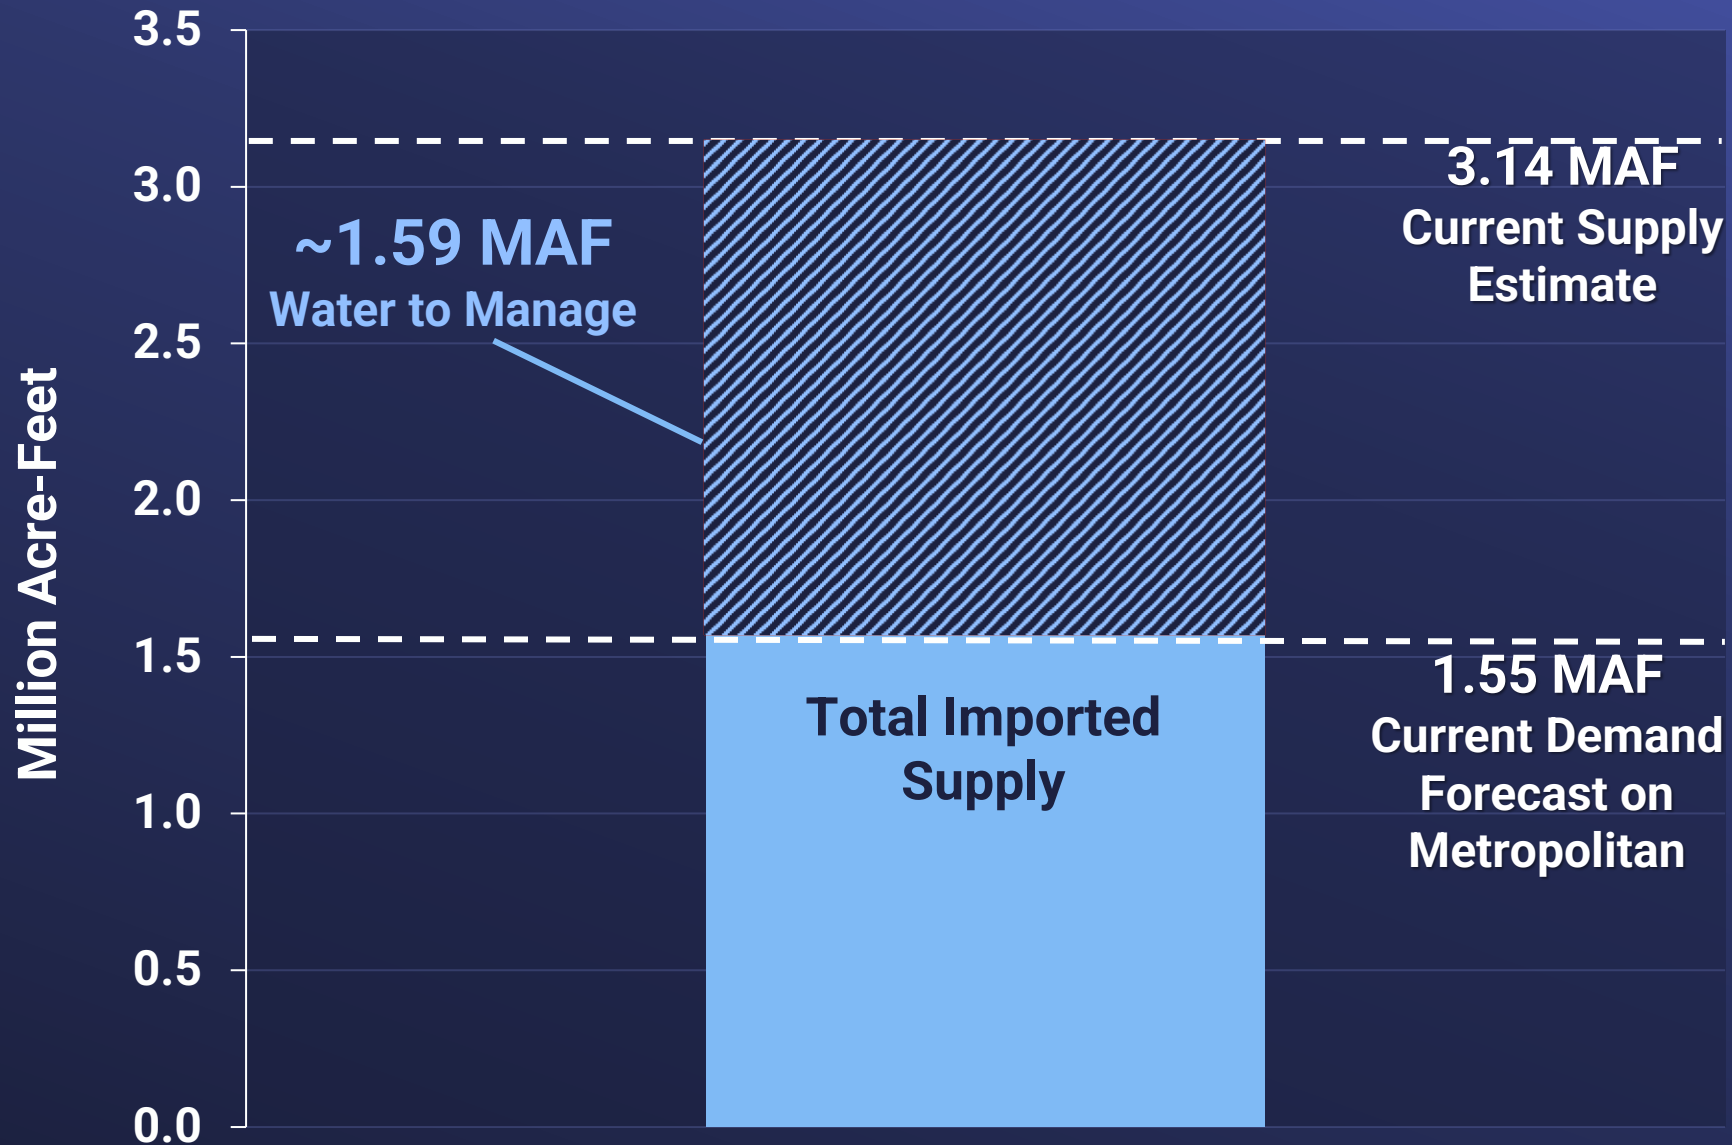 Million Acre-Feet
3.5
3.0
2.5
2.0
1.5
1.0
0.5
0.0
~1.59 MAF
Water to Manage
Total Imported
Supply
3.14 MAF
Current Supply
Estimate
1.55 MAF
Current Demand
Forecast on
Metropolitan